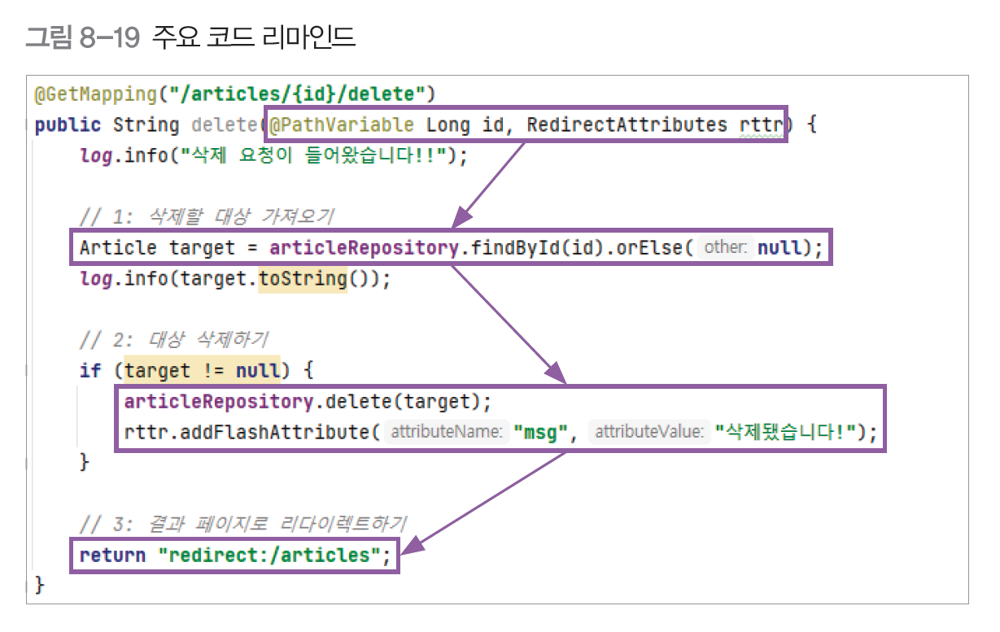 그림 8-19 주요 코드 리마인드
@GetMapping("/articles/{id}/delete")
public String delete(@PathVariable Long id, RedirectAttributes rttr) {
log.info("삭제 요청이 들어왔습니다!!");
// 1: 삭제할 대상 가져오기
Article target = articleRepository.findById(id).orElse( other: null);
log.info(target.toString());
// 2: 대상 삭제하기
if (target != null) {
articleRepository.delete(target);
rttr.addFlashAttribute( attributeName: "msg", attributeValue: "삭제됐습니다!");
}
// 3: 결과 페이지로 리다이렉트하기
return "redirect:/articles";
}